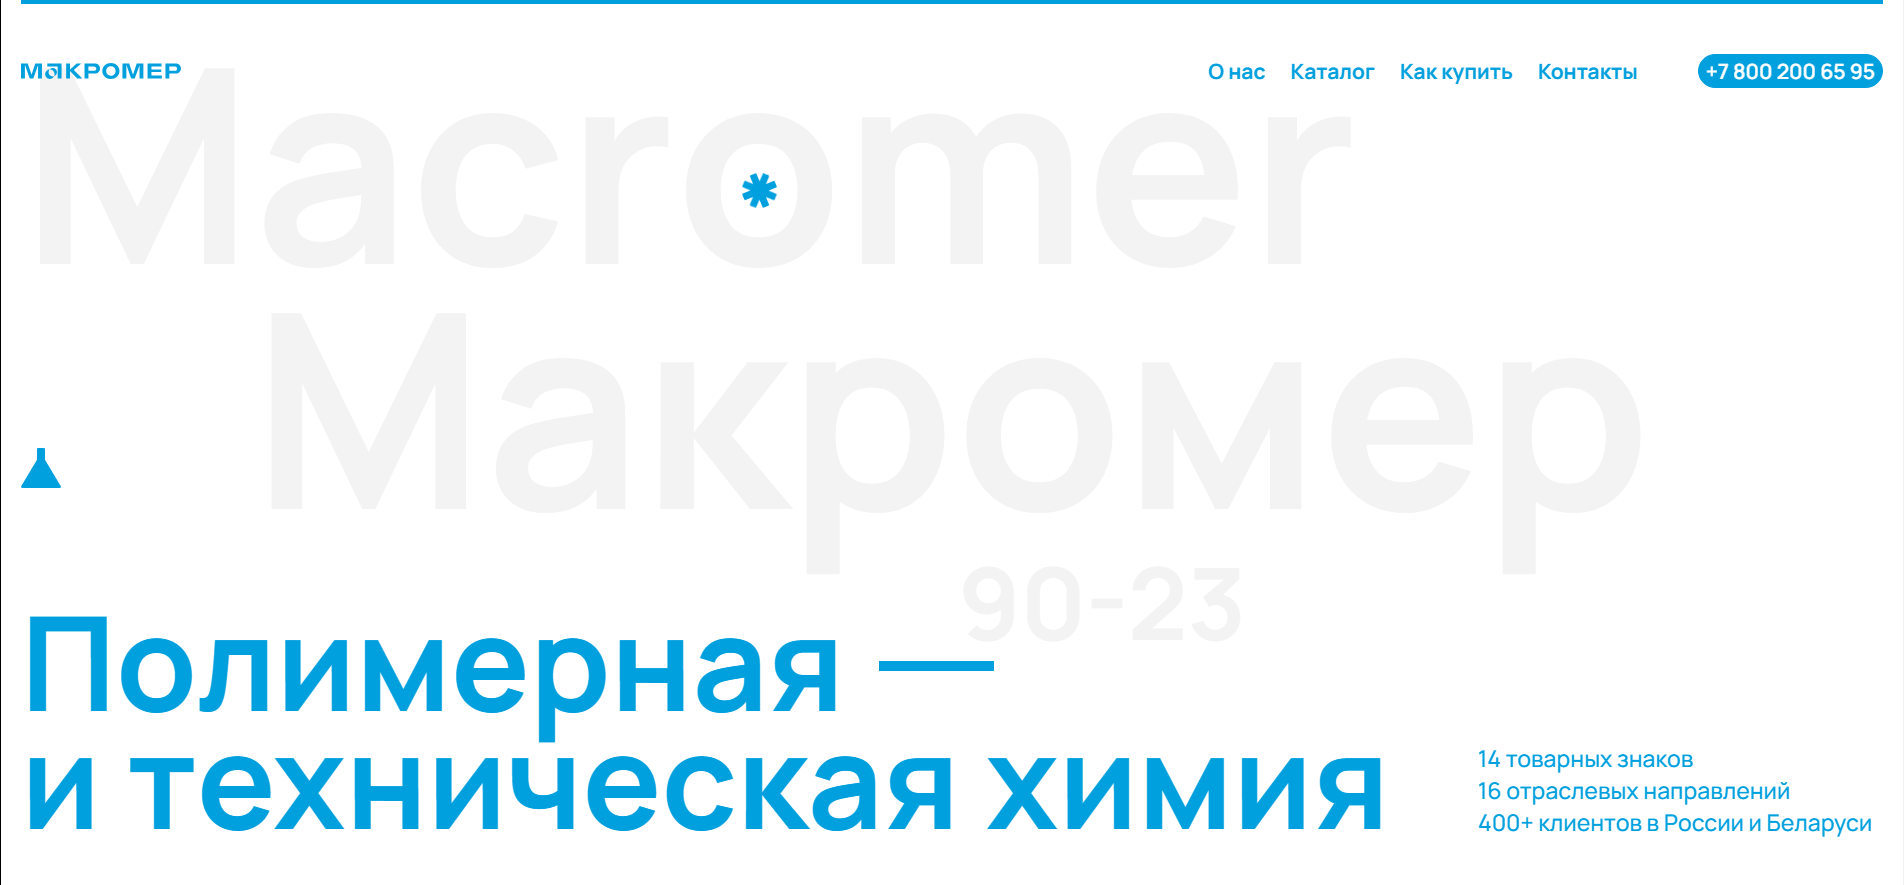 МАКРОМЕР
О нас Каталог Как купить Контакты +7 800 200 65 95
Macromer
Макромер
90-23
Полимерная —
и техническая химия
14 товарных знаков
16 отраслевых направлений
400+ клиентов в России и Беларуси